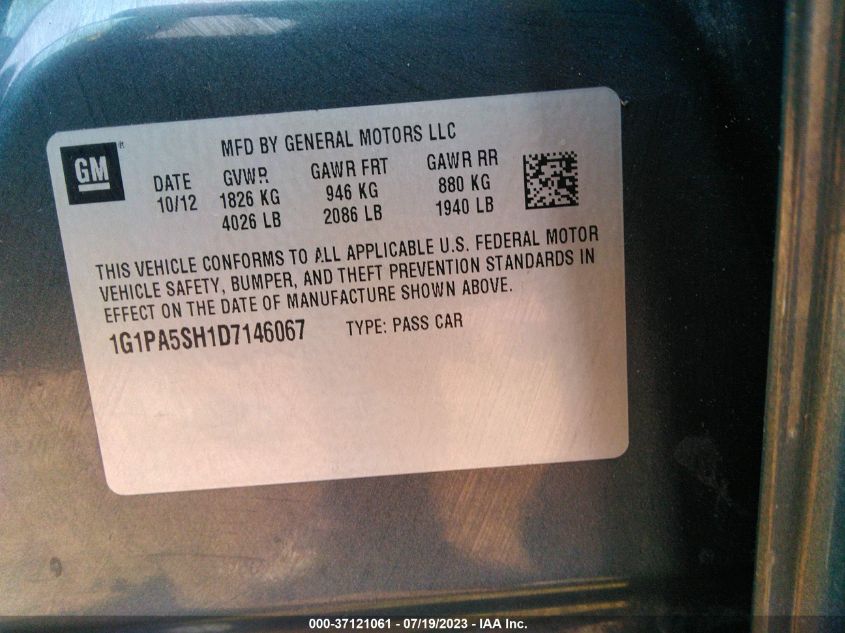 GM
MFD BY GENERAL MOTORS LLC
DATE GVWR GAWR FRT GAWR RR
10/12 1826 KG 946 KG 880 KG
4026 LB 2086 LB 1940 LB
THIS VEHICLE CONFORMS TO ALL APPLICABLE U.S. FEDERAL MOTOR
VEHICLE SAFETY, BUMPER, AND THEFT PREVENTION STANDARDS IN
EFFECT ON THE DATE OF MANUFACTURE SHOWN ABOVE.
1G1PA5SH1D7146067 TYPE: PASS CAR
000-37121061 - 07/19/2023 - IAA Inc.